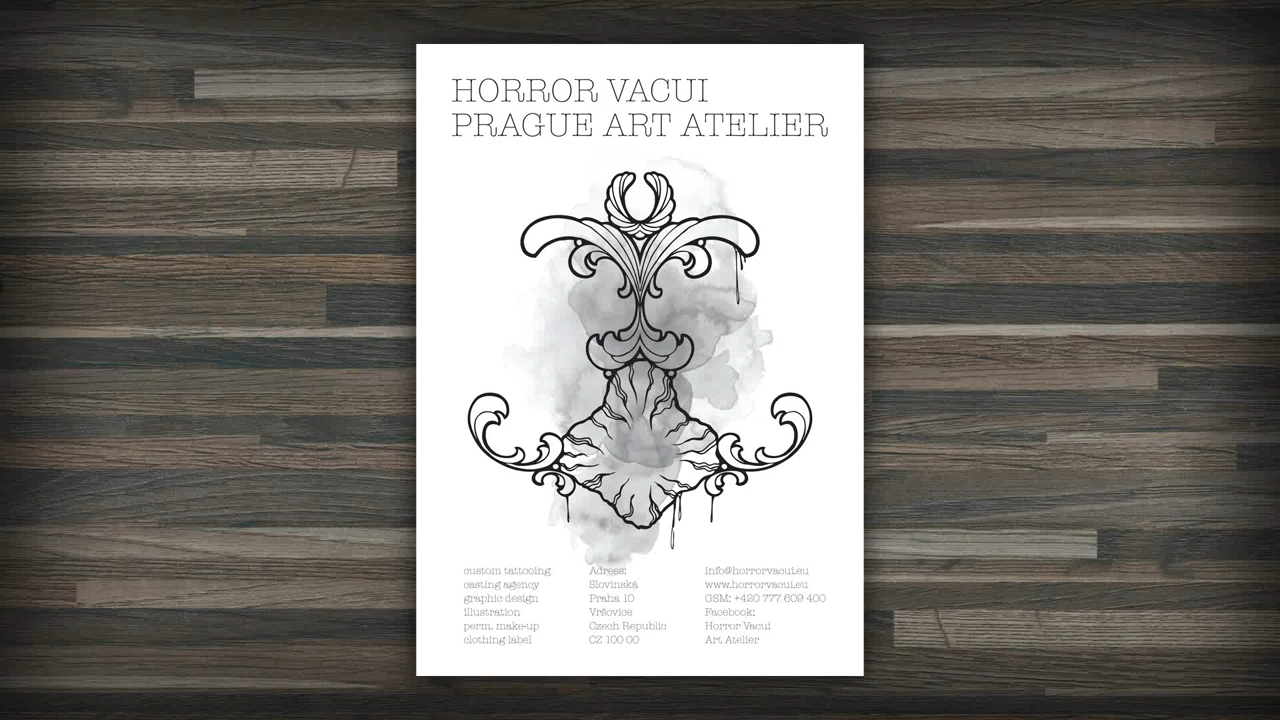 HORROR VACUI
PRAGUE ART ATELIER
custom tattooing
casting agency
graphic design
illustration
perm. make-up
clothing label
Adress:
Slovinská
Praha 10
Vršovice
Czech Republic
CZ 100 00
info@horrorvacui.eu
www.horrorvacui.eu
GSM: +420 777 609 400
Facebook:
Horror Vacui
Art Atelier